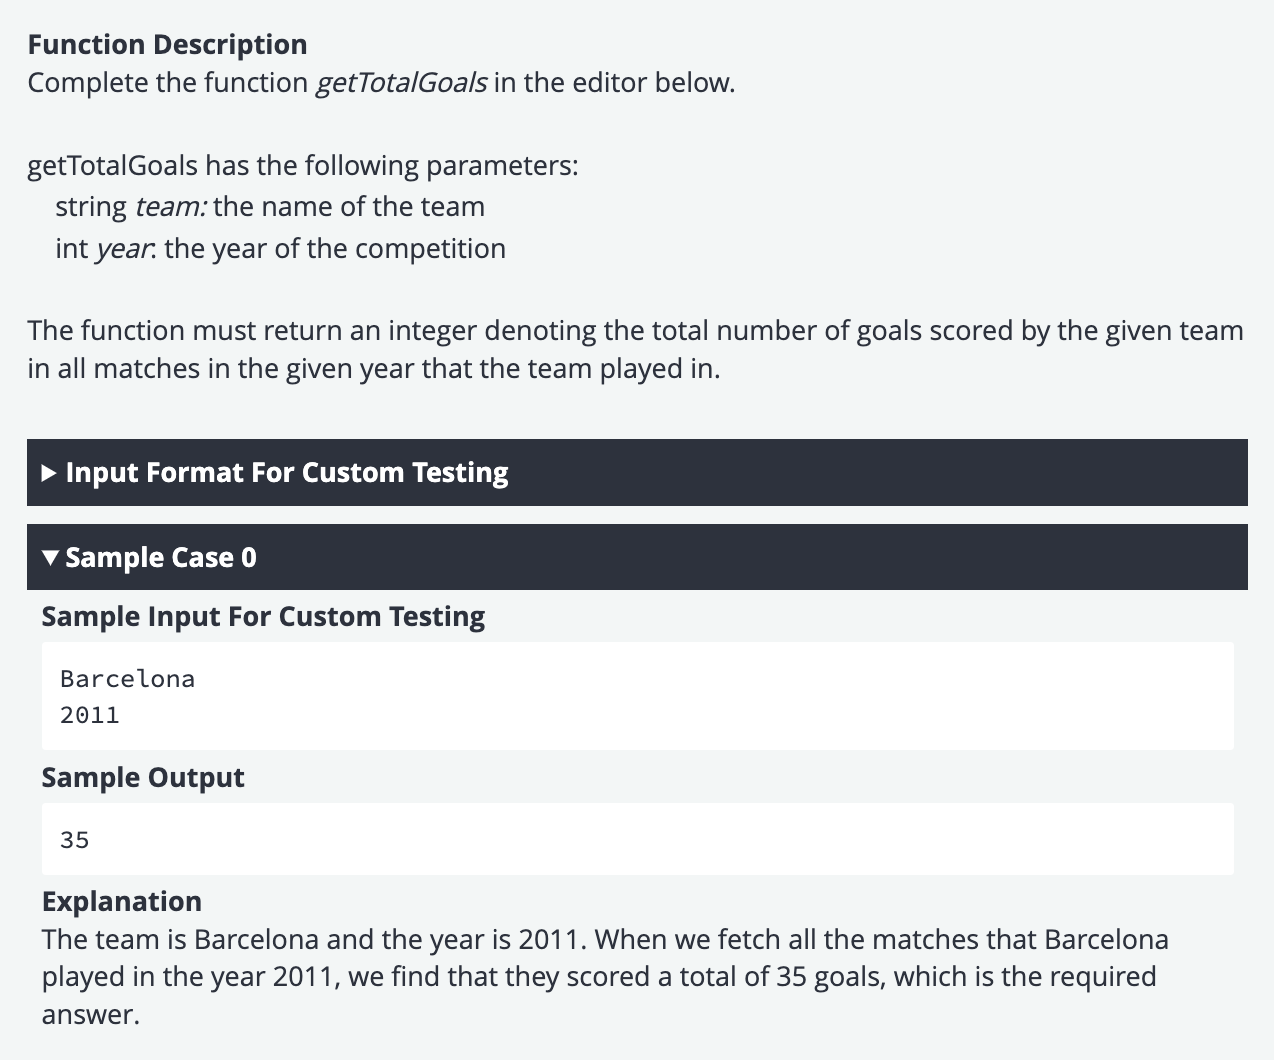 Function Description
Complete the function getTotalGoals in the editor below.
getTotalGoals has the following parameters:
string team: the name of the team
int year: the year of the competition
The function must return an integer denoting the total number of goals scored by the given team
in all matches in the given year that the team played in.
Input Format For Custom Testing
Sample Case 0
Sample Input For Custom Testing
Barcelona
2011
Sample Output
35
Explanation
The team is Barcelona and the year is 2011. When we fetch all the matches that Barcelona
played in the year 2011, we find that they scored a total of 35 goals, which is the required
answer.